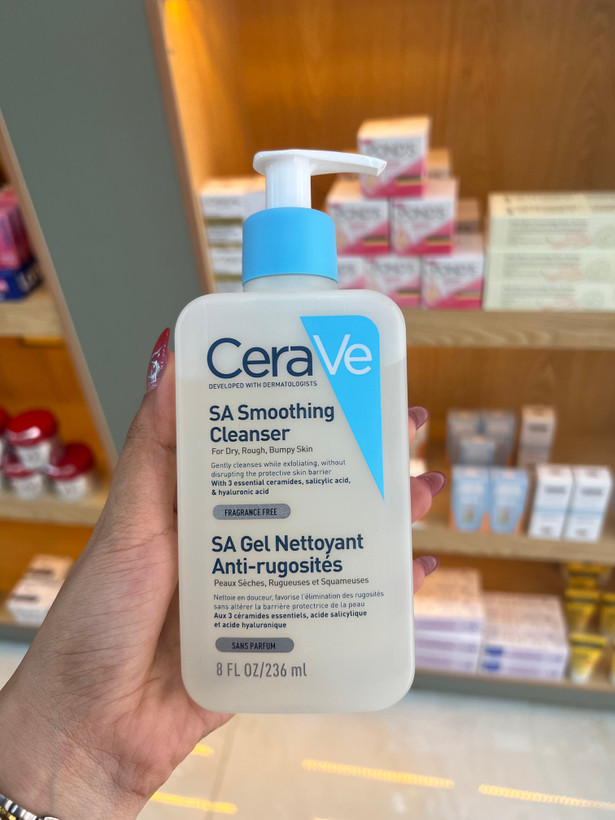 POND'S
CeraVe
DEVELOPED WITH DERMATOLOGISTS
SA Smoothing
Cleanser
For Dry, Rough, Bumpy Skin
Gently cleanses while exfoliating, without
disrupting the protective skin barrier
With 3 essential ceramides, salicylic acid,
& hyaluronic acid
FRAGRANCE FREE
SA Gel Nettoyant
Anti-rugosités
Peaux Sèches, Rugueuses et Squameuses
Nettoie en douceur, favorise l'élimination des rugosités
sans altérer la barrière protectrice de la peau
Aux 3 céramides essentiels, acide salicylique
et acide hyaluronique
SANS PARFUM
8 FL OZ/236 ml